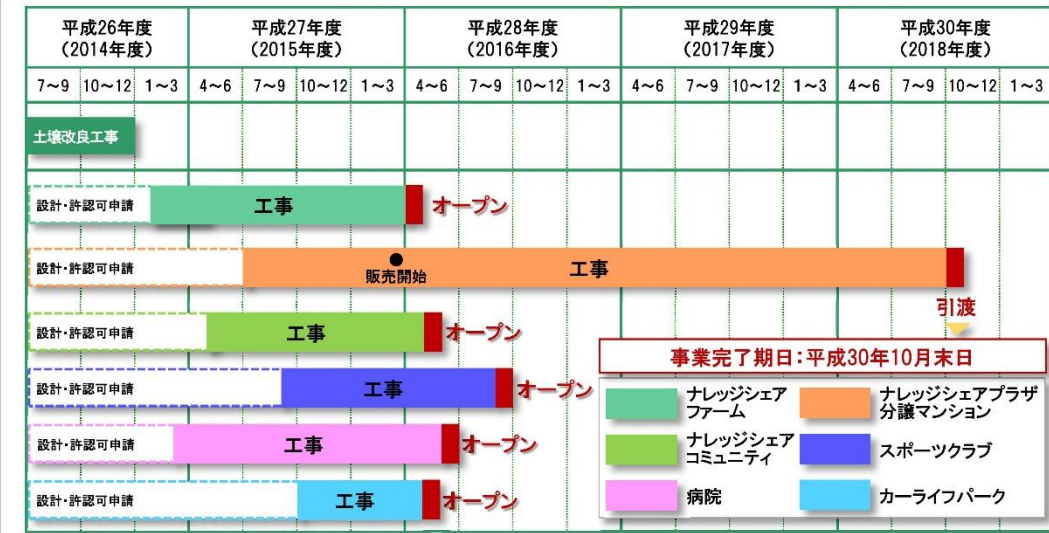 平成26年度
(2014年度)
平成27年度
(2015年度)
平成28年度
(2016年度)
平成29年度
(2017年度)
平成30年度
(2018年度)
7～9 10～12 1～3 4～6 7～9 10～12 1～3 4～6 7～9 10～12 1～3 4～6 7～9 10～12 1～3 4～6 7～9 10～12 1～3
土壌改良工事
設計・許認可申請 工事 オープン
設計・許認可申請 工事
販売開始
引渡
設計・許認可申請 工事 オープン
事業完了期日：平成30年10月末日
設計・許認可申請 工事 オープン
設計・許認可申請 工事 オープン
設計・許認可申請 工事 オープン
ナレッジシェア
ファーム
ナレッジシェアプラザ
分譲マンション
ナレッジシェア
コミュニティ
スポーツクラブ
病院
カーライフパーク